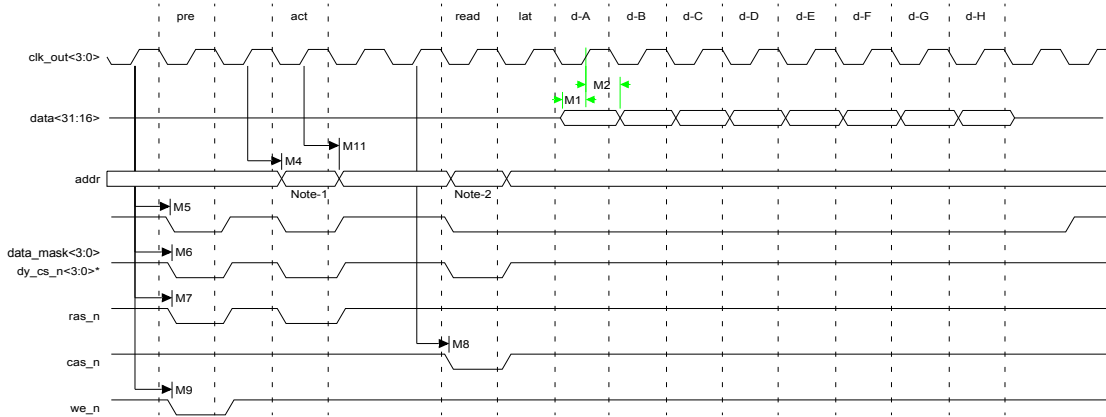 pre act read lat d-A d-B d-C d-D d-E d-F d-G d-H
clk_out<3:0>
M2
M1
data<31:16>
M11
M4
addr
Note-1 Note-2
M5
data_mask<3:0> M6
dy_cs_n<3:0>*
M7
ras_n
M8
cas_n
M9
we_n